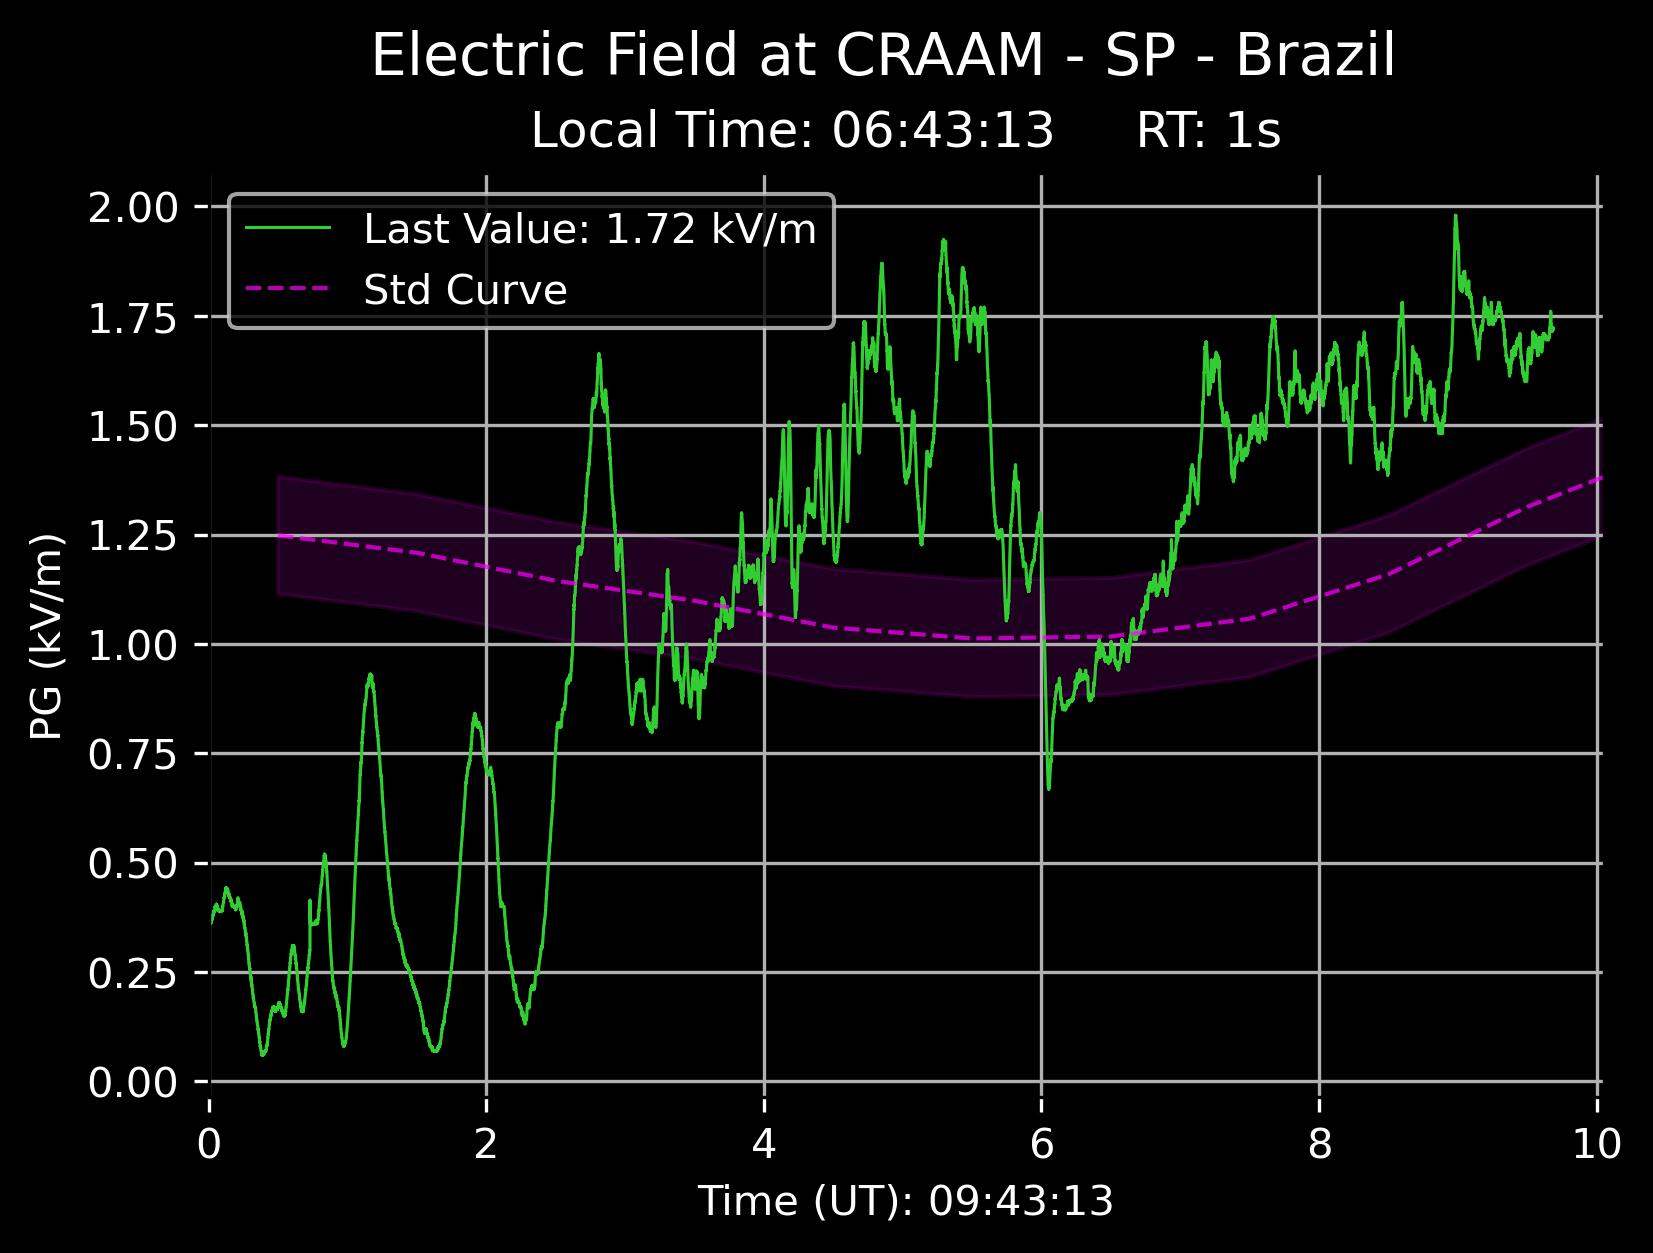 Electric Field at CRAAM - SP - Brazil
Local Time: 06:43:13 RT: 1s
Last Value: 1.72 kV/m
Std Curve
PG (kV/m)
2.00
1.75
1.50
1.25
1.00
0.75
0.50
0.25
0.00
0 2 4 6 8 10
Time (UT): 09:43:13